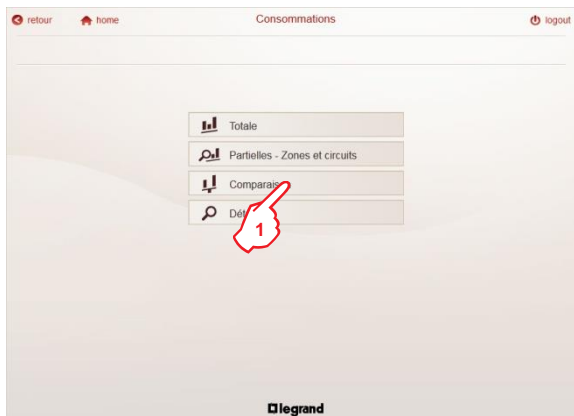 retour home Consommations logout
Totale
Partielles - Zones et circuits
Comparais
Dét
1
legrand